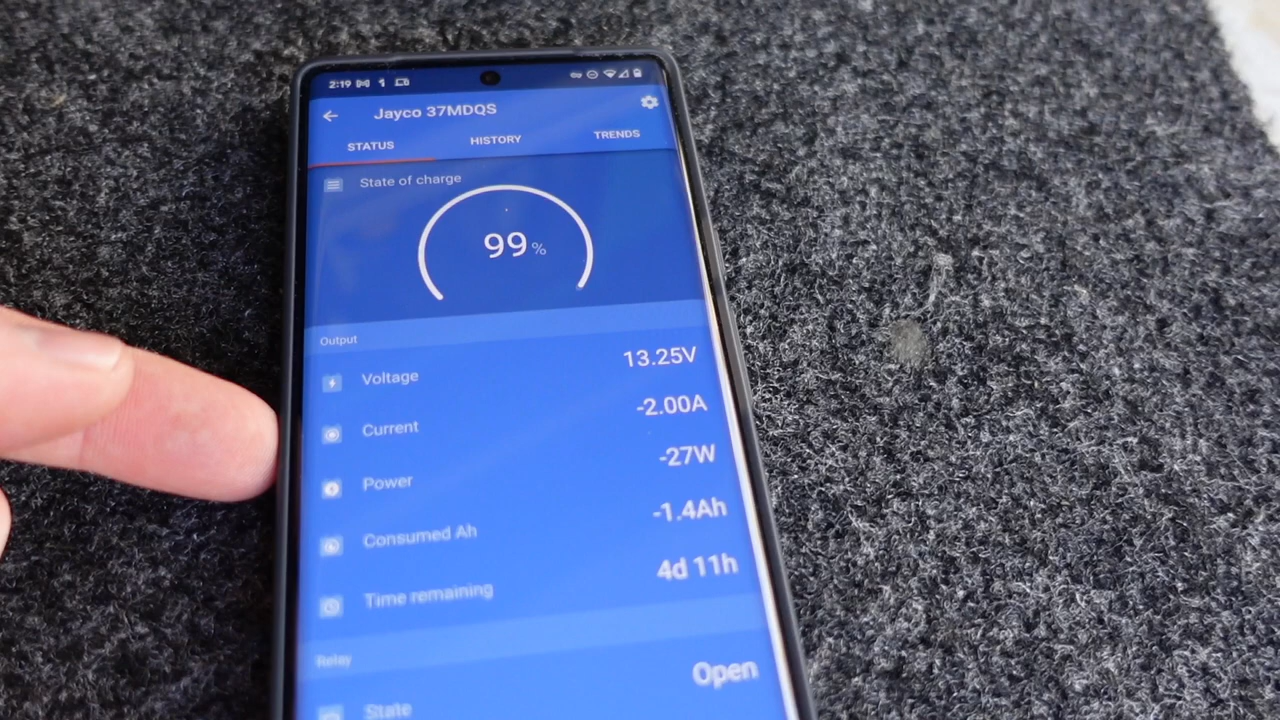 2:19
Jayco 37MDQS
STATUS HISTORY TRENDS
State of charge
99%
Output
Voltage 13.25V
Current -2.00A
Power -27W
Consumed Ah -1.4Ah
Time remaining 4d 11h
Relay
State Open